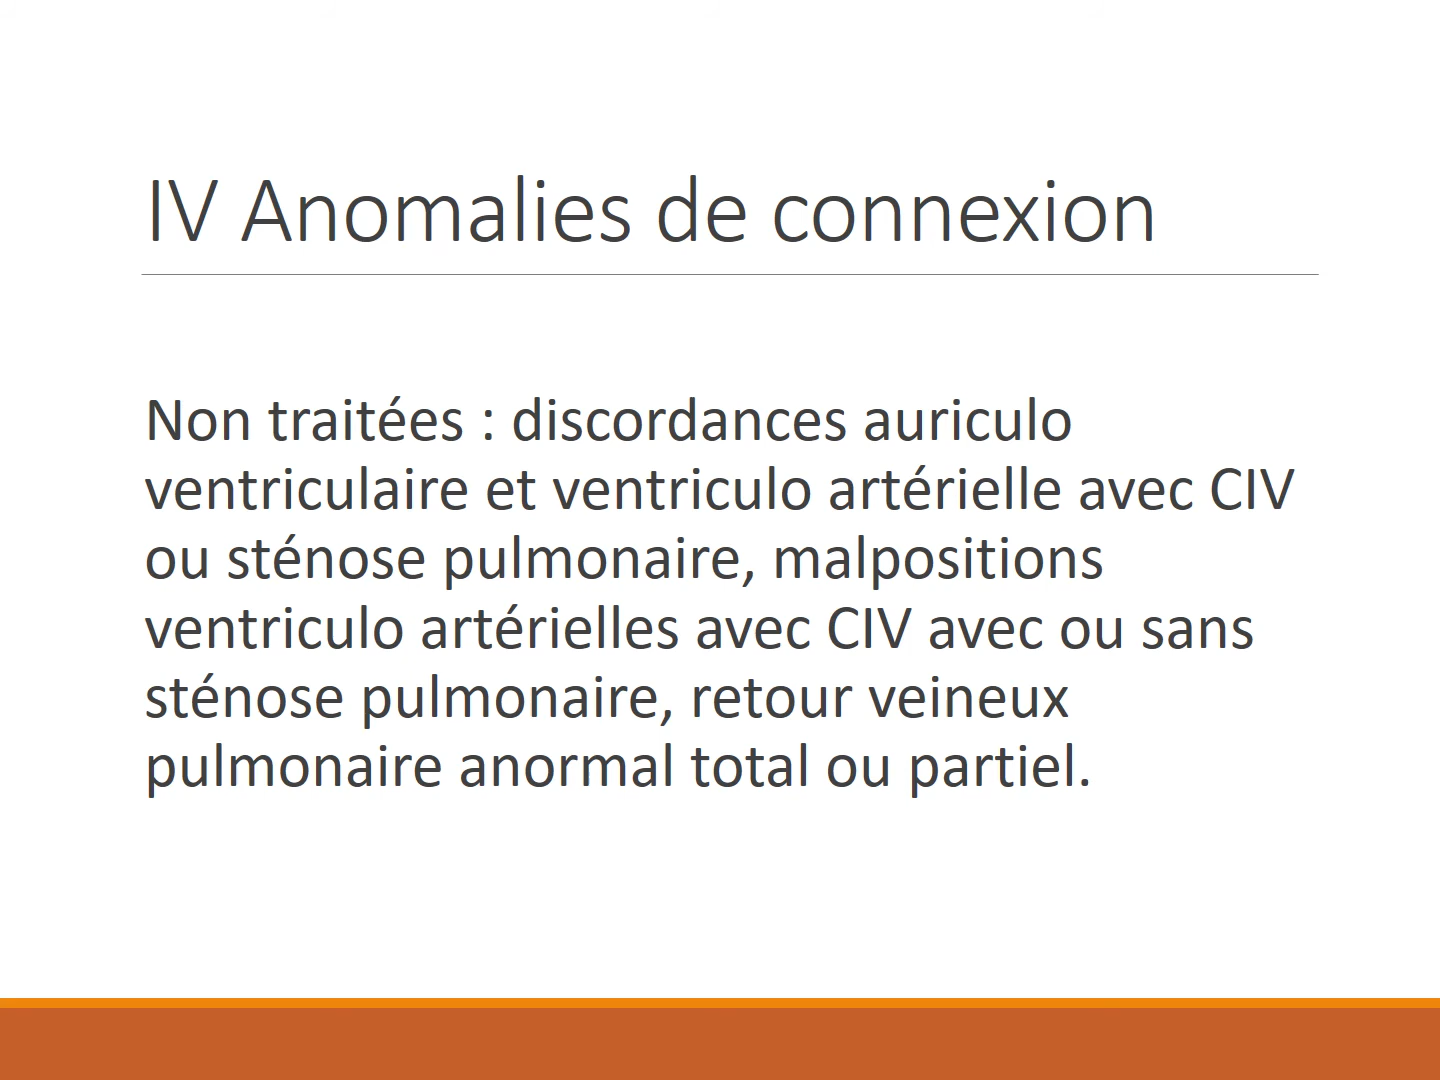 IV Anomalies de connexion
Non traitées : discordances auriculo
ventriculaire et ventriculo artérielle avec CIV
ou sténose pulmonaire, malpositions
ventriculo artérielles avec CIV avec ou sans
sténose pulmonaire, retour veineux
pulmonaire anormal total ou partiel.